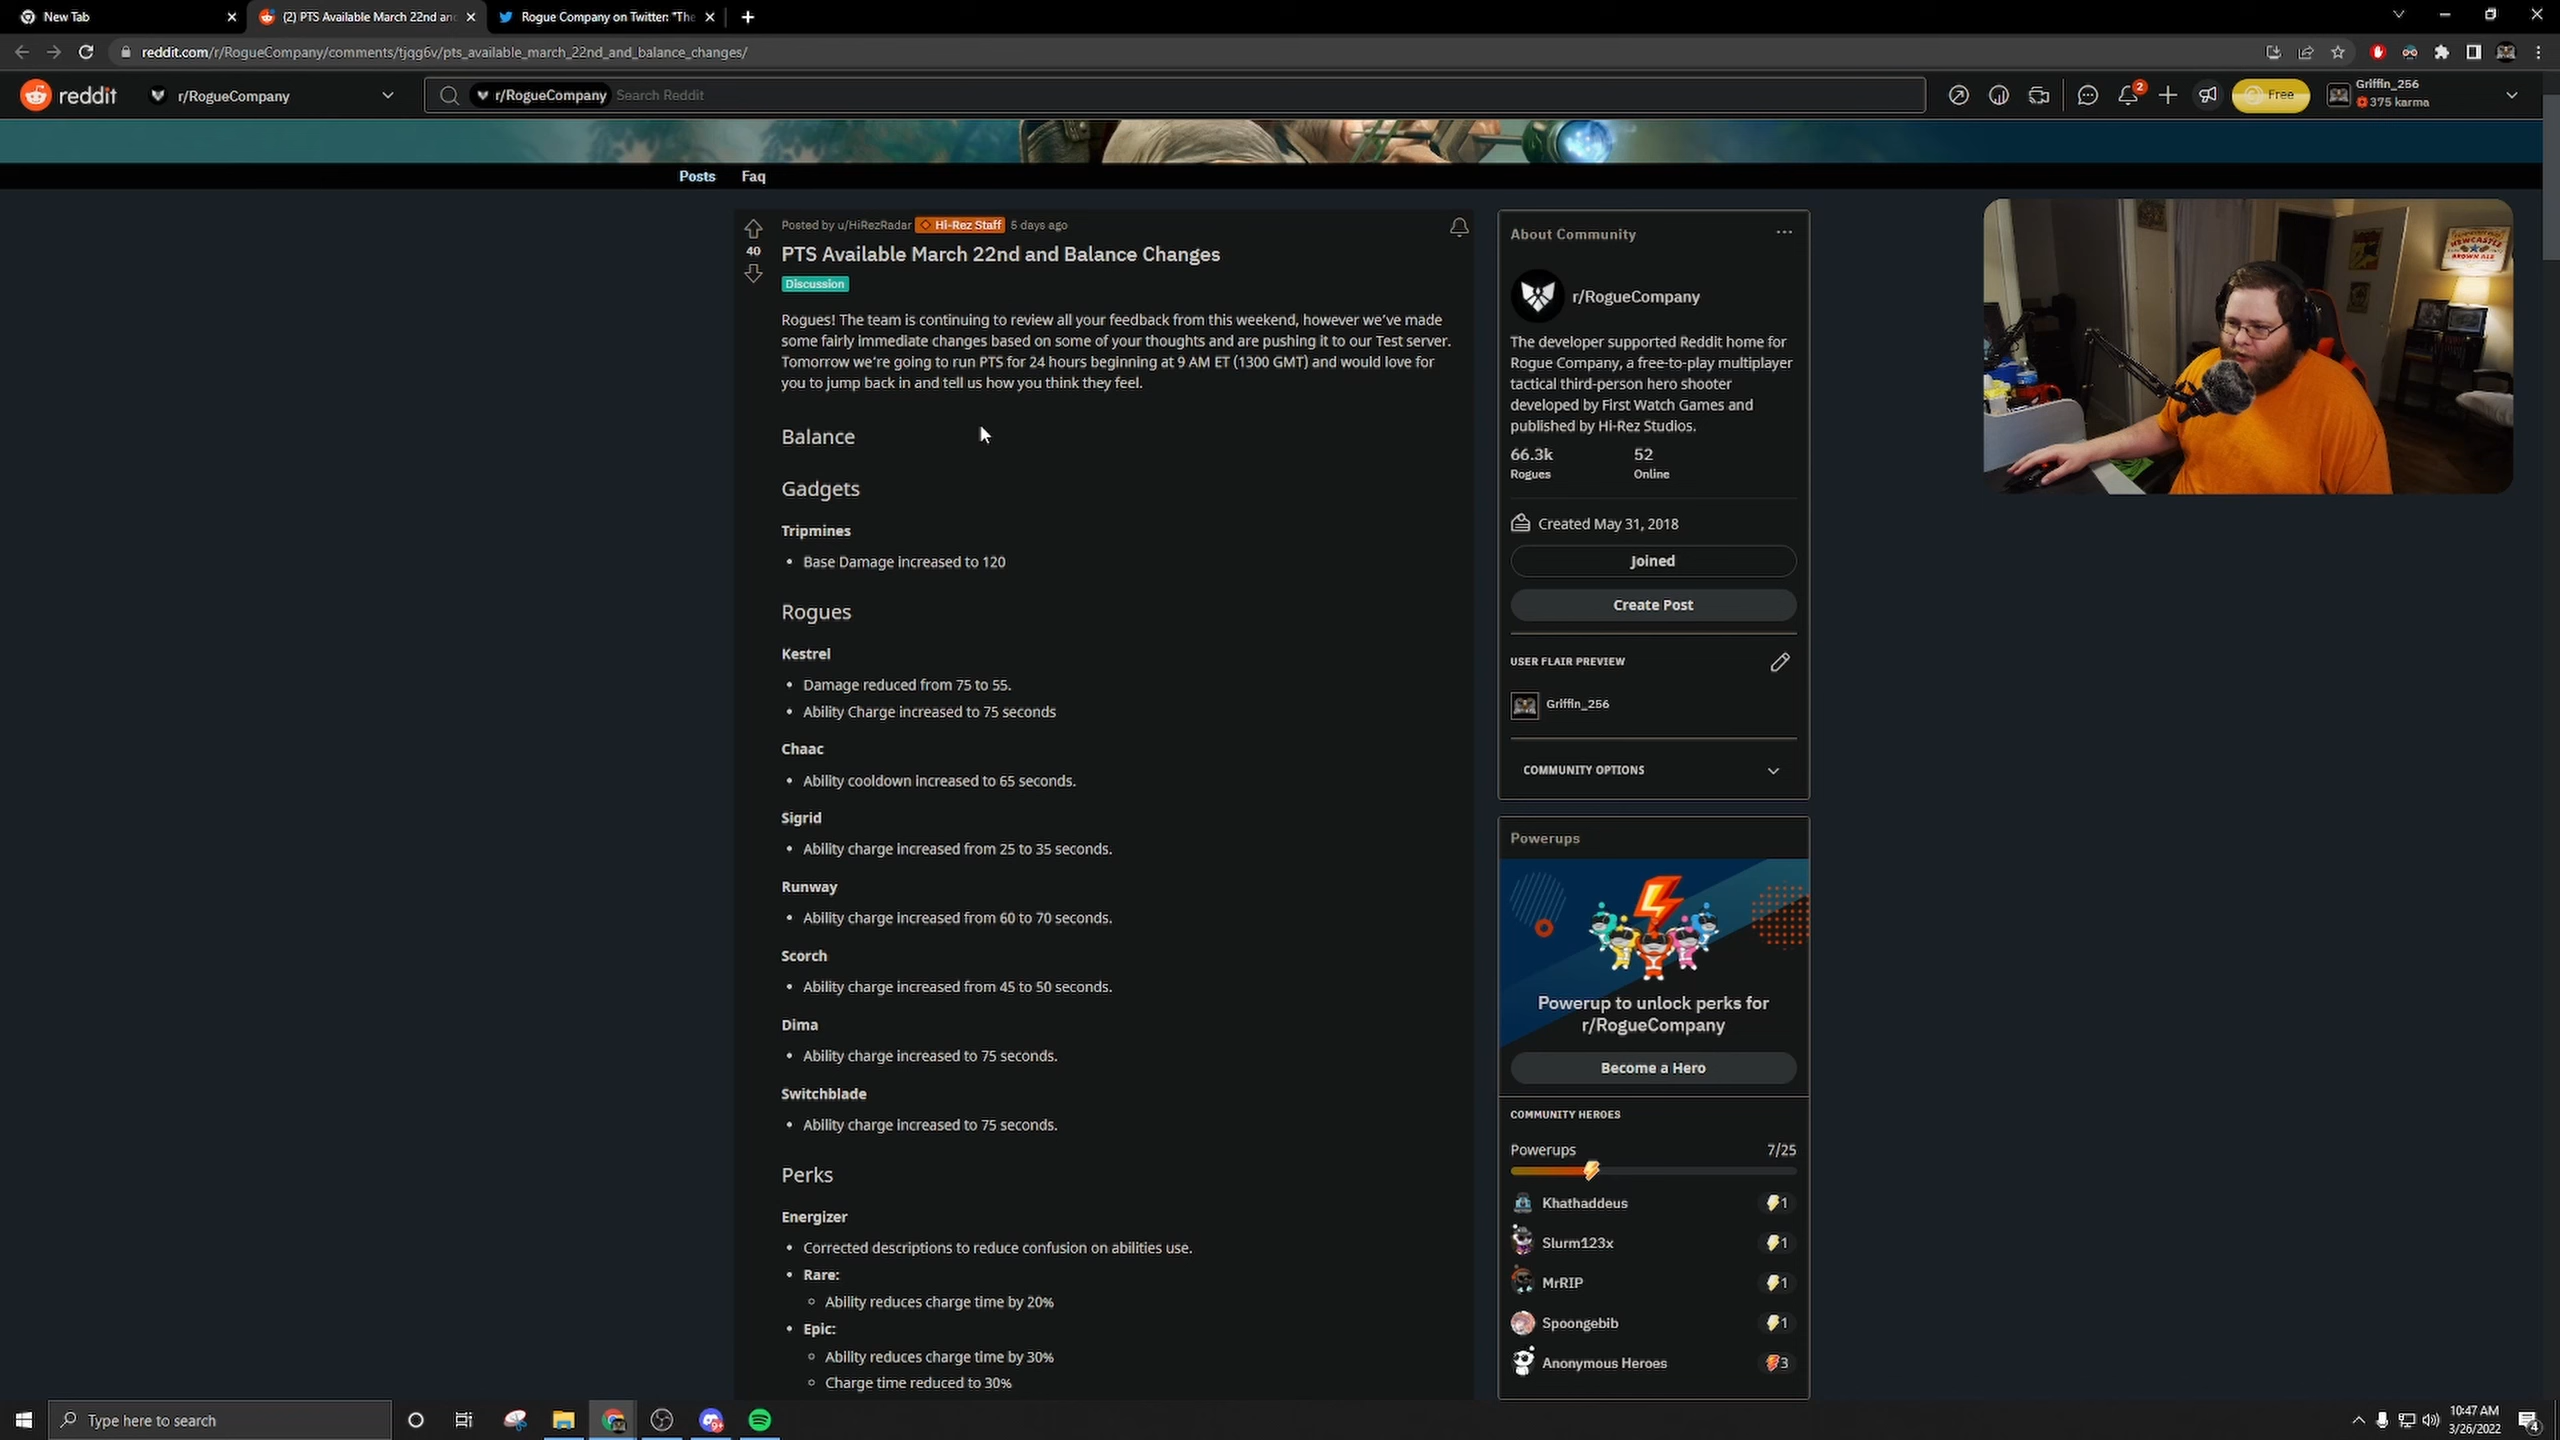 New Tab
(2) PTS Available March 22nd and
Rogue Company on Twitter: "The
reddit.com/r/RogueCompany/comments/tjqg6v/pts_available_march_22nd_and_balance_changes/
reddit
r/RogueCompany
r/RogueCompany Search Reddit
2
Free
Griffin_256
375 karma
Posts Faq
Posted by u/HiRezRadar Hi-Rez Staff 5 days ago
40
PTS Available March 22nd and Balance Changes
Discussion
Rogues! The team is continuing to review all your feedback from this weekend, however we've made
some fairly immediate changes based on some of your thoughts and are pushing it to our Test server.
Tomorrow we're going to run PTS for 24 hours beginning at 9 AM ET (1300 GMT) and would love for
you to jump back in and tell us how you think they feel.
Balance
Gadgets
Tripmines
• Base Damage increased to 120
Rogues
Kestrel
• Damage reduced from 75 to 55.
• Ability Charge increased to 75 seconds
Chaac
• Ability cooldown increased to 65 seconds.
Sigrid
• Ability charge increased from 25 to 35 seconds.
Runway
• Ability charge increased from 60 to 70 seconds.
Scorch
• Ability charge increased from 45 to 50 seconds.
Dima
• Ability charge increased to 75 seconds.
Switchblade
• Ability charge increased to 75 seconds.
Perks
Energizer
• Corrected descriptions to reduce confusion on abilities use.
• Rare:
○ Ability reduces charge time by 20%
• Epic:
○ Ability reduces charge time by 30%
○ Charge time reduced to 30%
About Community
r/RogueCompany
The developer supported Reddit home for
Rogue Company, a free-to-play multiplayer
tactical third-person hero shooter
developed by First Watch Games and
published by Hi-Rez Studios.
66.3k 52
Rogues Online
Created May 31, 2018
Joined
Create Post
USER FLAIR PREVIEW
Griffin_256
COMMUNITY OPTIONS
Powerups
Powerup to unlock perks for
r/RogueCompany
Become a Hero
COMMUNITY HEROES
Powerups 7/25
Khathaddeus 1
Slurm123x 1
MrRIP 1
Spoongebib 1
Anonymous Heroes 3
NEWCASTLE
BROWN ALE
Type here to search
10:47 AM
3/26/2022
4